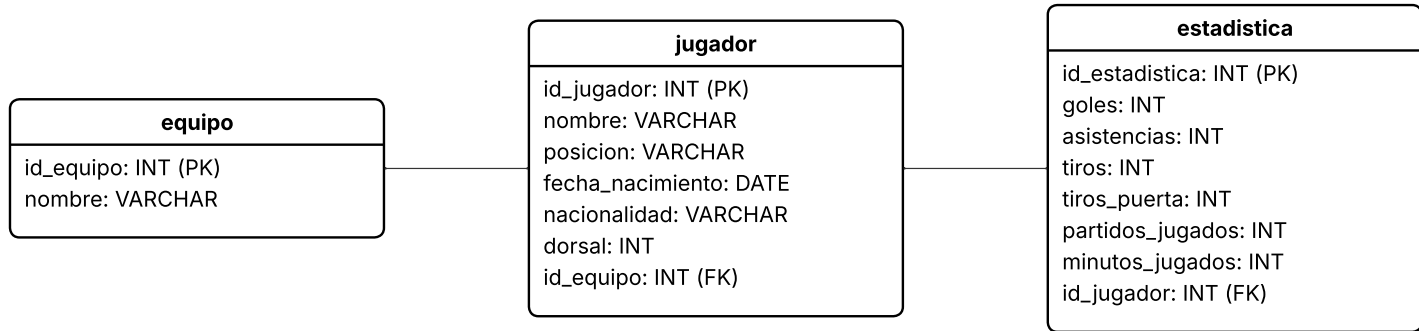 equipo
id_equipo: INT (PK)
nombre: VARCHAR
jugador
id_jugador: INT (PK)
nombre: VARCHAR
posicion: VARCHAR
fecha_nacimiento: DATE
nacionalidad: VARCHAR
dorsal: INT
id_equipo: INT (FK)
estadistica
id_estadistica: INT (PK)
goles: INT
asistencias: INT
tiros: INT
tiros_puerta: INT
partidos_jugados: INT
minutos_jugados: INT
id_jugador: INT (FK)